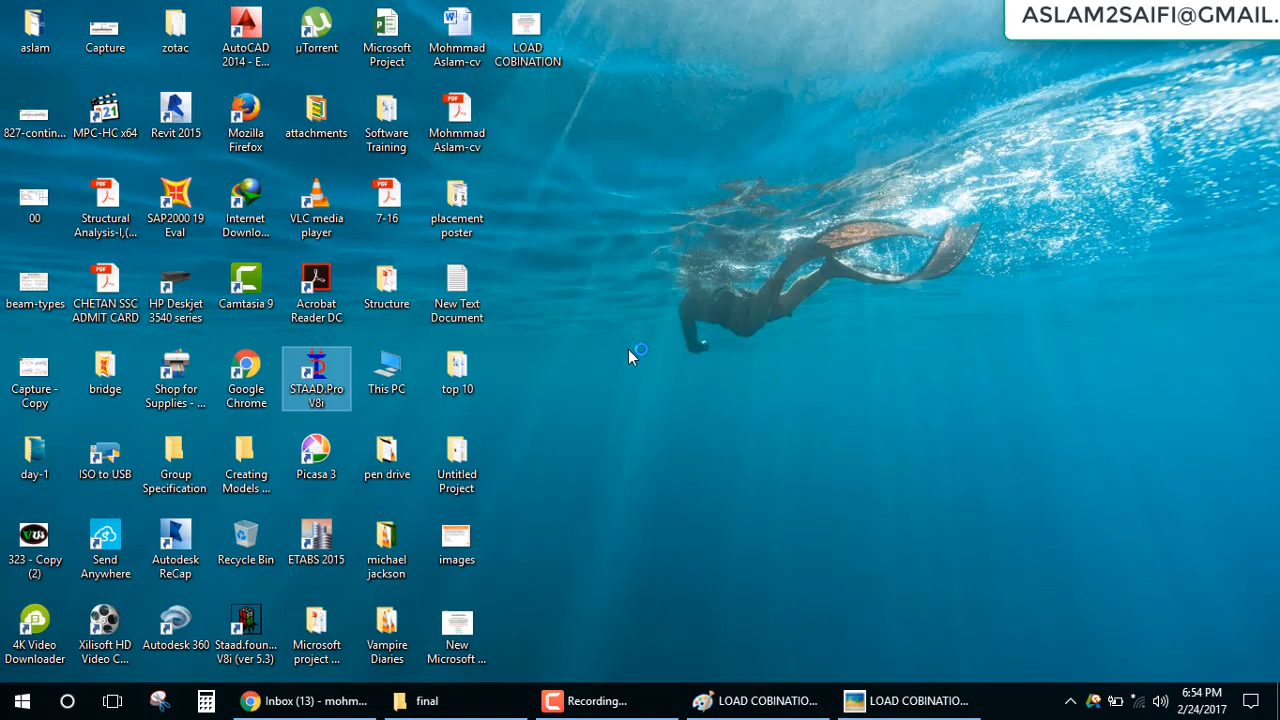 ASLAM2SAIFI@GMAIL.
aslam
Capture
zotac
AutoCAD
2014 - E...
µTorrent
Microsoft
Project
Mohmmad
Aslam-cv
LOAD
COBINATION
827-contin...
MPC-HC x64
Revit 2015
Mozilla
Firefox
attachments
Software
Training
Mohmmad
Aslam-cv
00
Structural
Analysis-I,(...
SAP2000 19
Eval
Internet
Downlo...
VLC media
player
7-16
placement
poster
beam-types
CHETAN SSC
ADMIT CARD
HP Deskjet
3540 series
Camtasia 9
Acrobat
Reader DC
Structure
New Text
Document
Capture -
Copy
bridge
Shop for
Supplies - ...
Google
Chrome
STAAD.Pro
V8i
This PC
top 10
day-1
ISO to USB
Group
Specification
Creating
Models ...
Picasa 3
pen drive
Untitled
Project
323 - Copy
(2)
Send
Anywhere
Autodesk
ReCap
Recycle Bin
ETABS 2015
michael
jackson
images
4K Video
Downloader
Xilisoft HD
Video C...
Autodesk 360
Staad.foun...
V8i (ver 5.3)
Microsoft
project ...
Vampire
Diaries
New
Microsoft ...
Inbox (13) - mohm...
final
Recording...
LOAD COBINATIO...
LOAD COBINATIO...
6:54 PM
2/24/2017